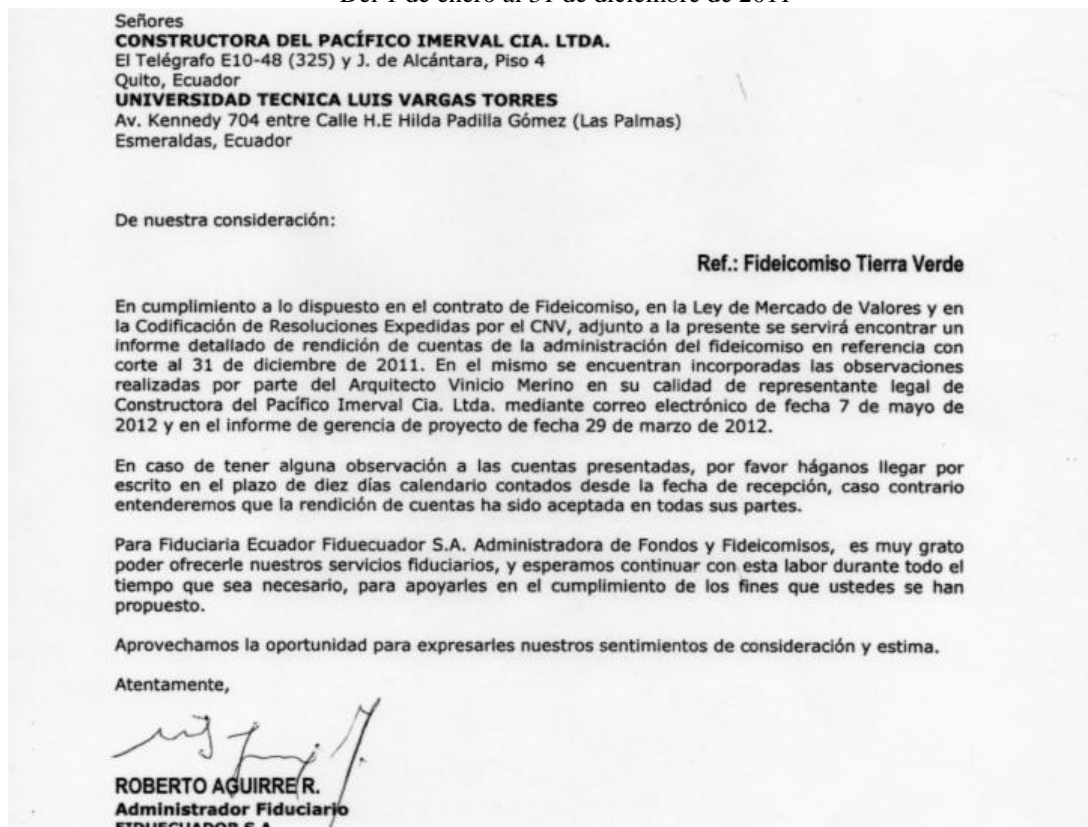 Del 1 de enero al 31 de diciembre de 2011
Señores
CONSTRUCTORA DEL PACÍFICO IMERVAL CIA. LTDA.
El Telégrafo E10-48 (325) y J. de Alcántara, Piso 4
Quito, Ecuador
UNIVERSIDAD TECNICA LUIS VARGAS TORRES
Av. Kennedy 704 entre Calle H.E Hilda Padilla Gómez (Las Palmas)
Esmeraldas, Ecuador
De nuestra consideración:
Ref.: Fideicomiso Tierra Verde
En cumplimiento a lo dispuesto en el contrato de Fideicomiso, en la Ley de Mercado de Valores y en
la Codificación de Resoluciones Expedidas por el CNV, adjunto a la presente se servirá encontrar un
informe detallado de rendición de cuentas de la administración del fideicomiso en referencia con
corte al 31 de diciembre de 2011. En el mismo se encuentran incorporadas las observaciones
realizadas por parte del Arquitecto Vinicio Merino en su calidad de representante legal de
Constructora del Pacífico Imerval Cia. Ltda. mediante correo electrónico de fecha 7 de mayo de
2012 y en el informe de gerencia de proyecto de fecha 29 de marzo de 2012.
En caso de tener alguna observación a las cuentas presentadas, por favor háganos llegar por
escrito en el plazo de diez días calendario contados desde la fecha de recepción, caso contrario
entenderemos que la rendición de cuentas ha sido aceptada en todas sus partes.
Para Fiduciaria Ecuador Fiduecuador S.A. Administradora de Fondos y Fideicomisos, es muy grato
poder ofrecerle nuestros servicios fiduciarios, y esperamos continuar con esta labor durante todo el
tiempo que sea necesario, para apoyarles en el cumplimiento de los fines que ustedes se han
propuesto.
Aprovechamos la oportunidad para expresarles nuestros sentimientos de consideración y estima.
Atentamente,
ROBERTO AGUIRRE R.
Administrador Fiduciario
FIDUECUADOR S.A.